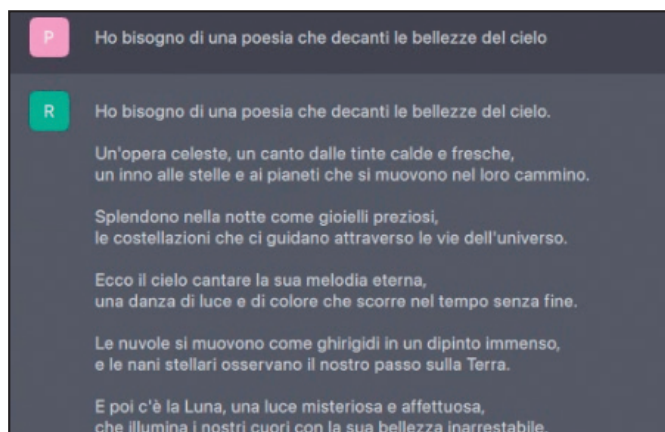 P
Ho bisogno di una poesia che decanti le bellezze del cielo
R
Ho bisogno di una poesia che decanti le bellezze del cielo.
Un'opera celeste, un canto dalle tinte calde e fresche,
un inno alle stelle e ai pianeti che si muovono nel loro cammino.
Splendono nella notte come gioielli preziosi,
le costellazioni che ci guidano attraverso le vie dell'universo.
Ecco il cielo cantare la sua melodia eterna,
una danza di luce e di colore che scorre nel tempo senza fine.
Le nuvole si muovono come ghirigidi in un dipinto immenso,
e le nani stellari osservano il nostro passo sulla Terra.
E poi c'è la Luna, una luce misteriosa e affettuosa,
che illumina i nostri cuori con la sua bellezza inarrestabile.